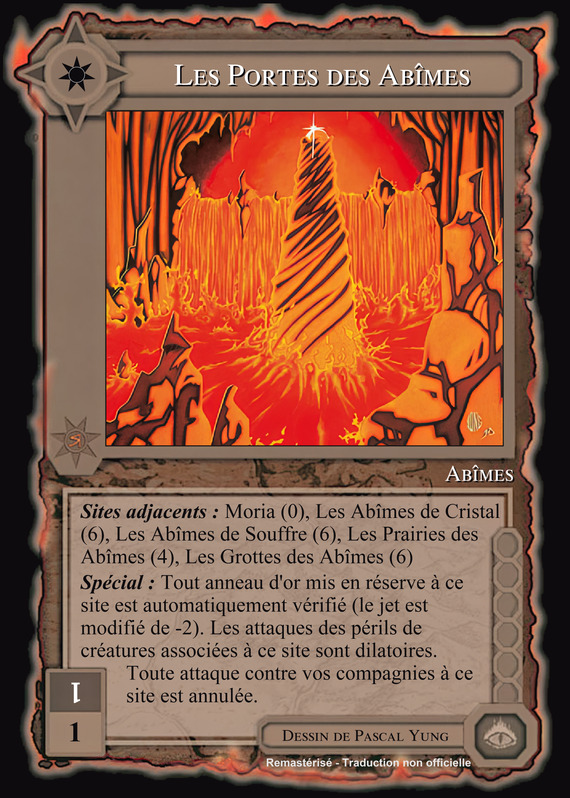 Les Portes des Abîmes
YUNG
Abîmes
Sites adjacents : Moria (0), Les Abîmes de Cristal
(6), Les Abîmes de Souffre (6), Les Prairies des
Abîmes (4), Les Grottes des Abîmes (6)
Spécial : Tout anneau d'or mis en réserve à ce
site est automatiquement vérifié (le jet est
modifié de -2). Les attaques des périls de
créatures associées à ce site sont dilatoires.
Toute attaque contre vos compagnies à ce
site est annulée.
1
1
Dessin de Pascal Yung
Remastérisé - Traduction non officielle